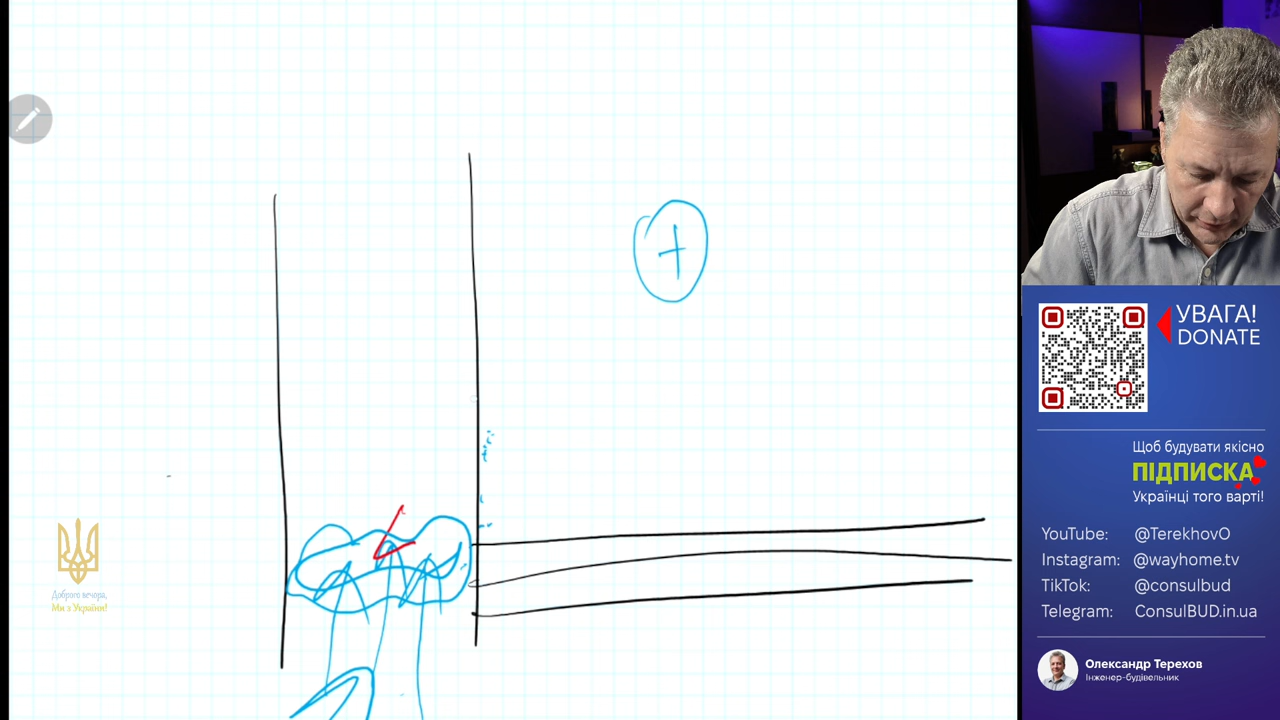 +
УВАГА!
DONATE
Щоб будувати якісно
ПІДПИСКА
Українці того варті!
YouTube: @TerekhovO
Instagram: @wayhome.tv
TikTok: @consulbud
Telegram: ConsulBUD.in.ua
Олександр Терехов
Інженер-будівельник
Доброго вечора,
Ми з України!